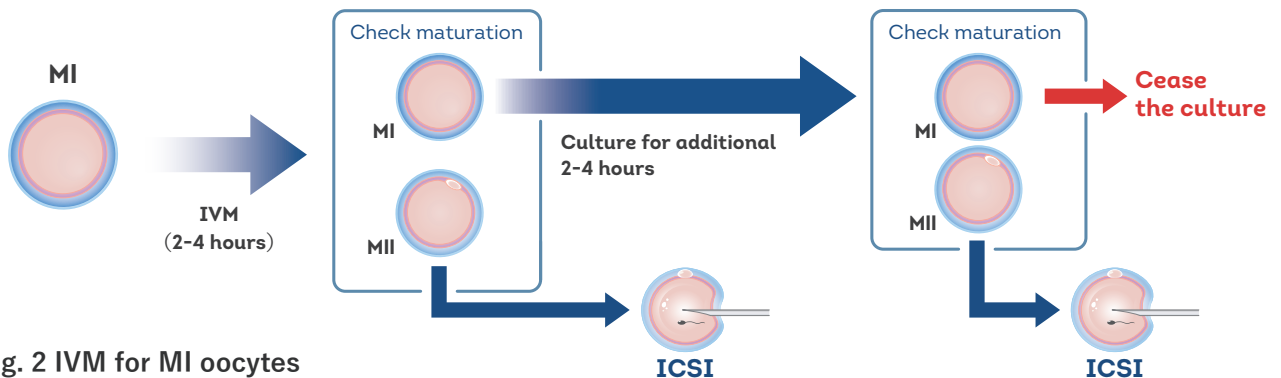 MI
IVM
(2-4 hours)
Check maturation
MI
MII
Culture for additional
2-4 hours
ICSI
Check maturation
MI
MII
Cease
the culture
ICSI
g. 2 IVM for MI oocytes